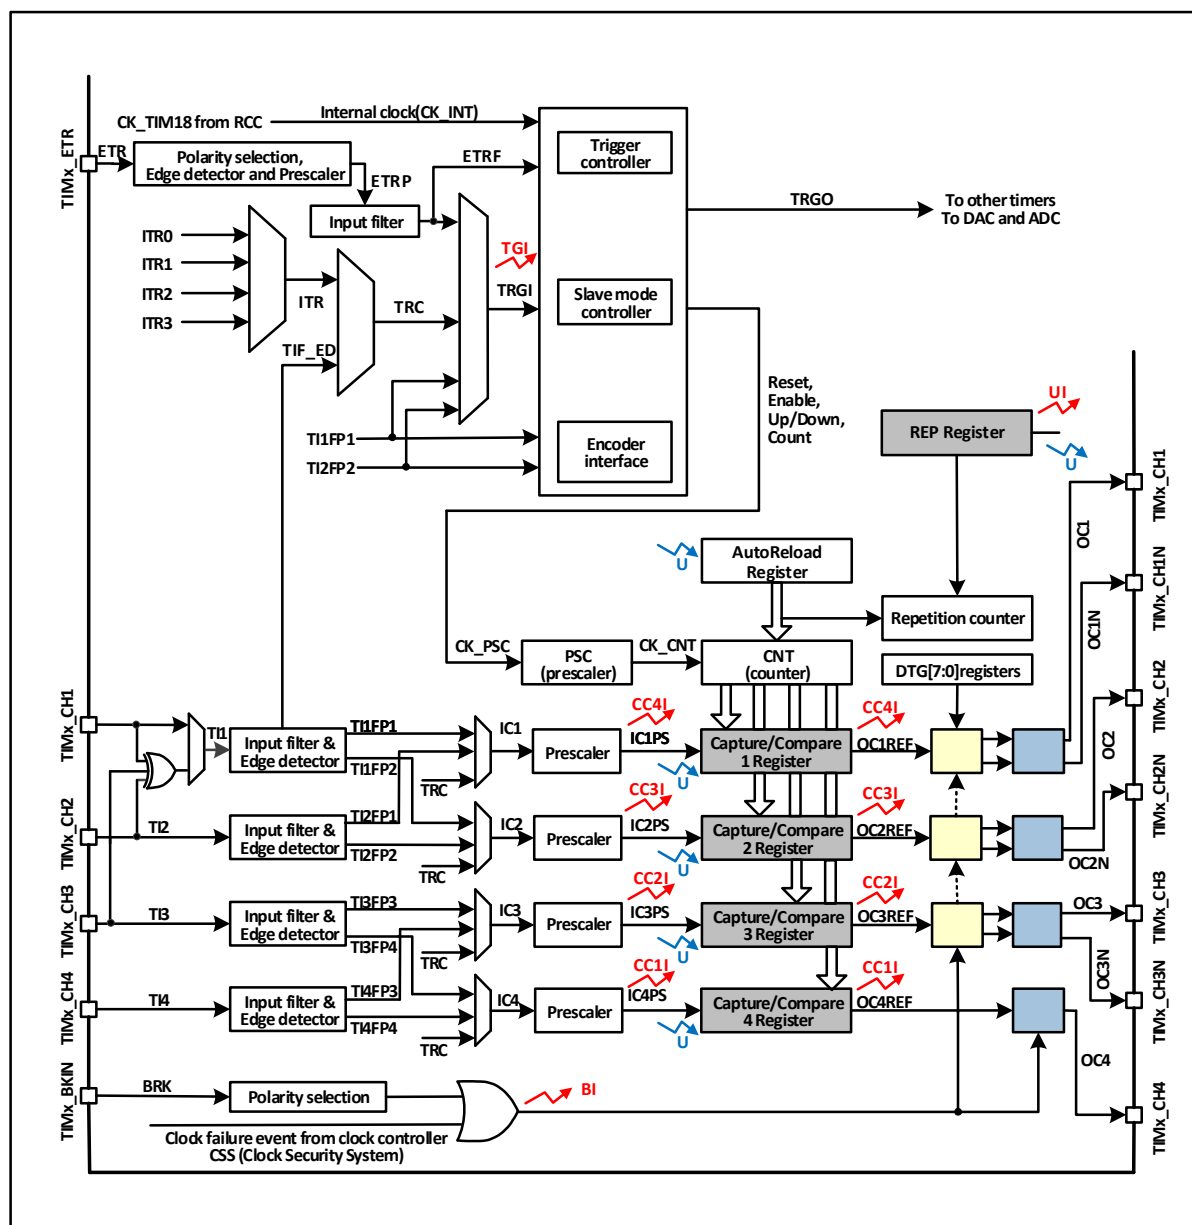 CK_TIM18 from RCC
Internal clock(CK_INT)
TIMx_ETR
ETR
Polarity selection,
Edge detector and Prescaler
ETRP
ETRF
Input filter
Trigger
controller
TRGO
To other timers
To DAC and ADC
ITR0
ITR1
ITR2
ITR3
ITR
TRC
TGI
TRGI
Slave mode
controller
TIF_ED
TI1FP1
TI2FP2
Encoder
interface
Reset,
Enable,
Up/Down,
Count
UI
REP Register
U
TIMx_CH1
OC1
U
AutoReload
Register
Repetition counter
TIMx_CH1N
OC1N
CK_PSC
PSC
(prescaler)
CK_CNT
CNT
(counter)
DTG[7:0]registers
TIMx_CH2
OC2
TIMx_CH1
TI1
Input filter &
Edge detector
TI1FP1
TI1FP2
TRC
IC1
Prescaler
CC4I
IC1PS
U
Capture/Compare
1 Register
CC4I
OC1REF
TIMx_CH2N
OC2N
TIMx_CH2
TI2
Input filter &
Edge detector
TI2FP1
TI2FP2
TRC
IC2
Prescaler
CC3I
IC2PS
U
Capture/Compare
2 Register
CC3I
OC2REF
TIMx_CH3
TI3
Input filter &
Edge detector
TI3FP3
TI3FP4
TRC
IC3
Prescaler
CC2I
IC3PS
U
Capture/Compare
3 Register
CC2I
OC3REF
OC3
TIMx_CH3
OC3N
TIMx_CH3N
TIMx_CH4
TI4
Input filter &
Edge detector
TI4FP3
TI4FP4
TRC
IC4
Prescaler
CC1I
IC4PS
U
Capture/Compare
4 Register
CC1I
OC4REF
OC4
TIMx_CH4
TIMx_BKIN
BRK
Polarity selection
BI
Clock failure event from clock controller
CSS (Clock Security System)